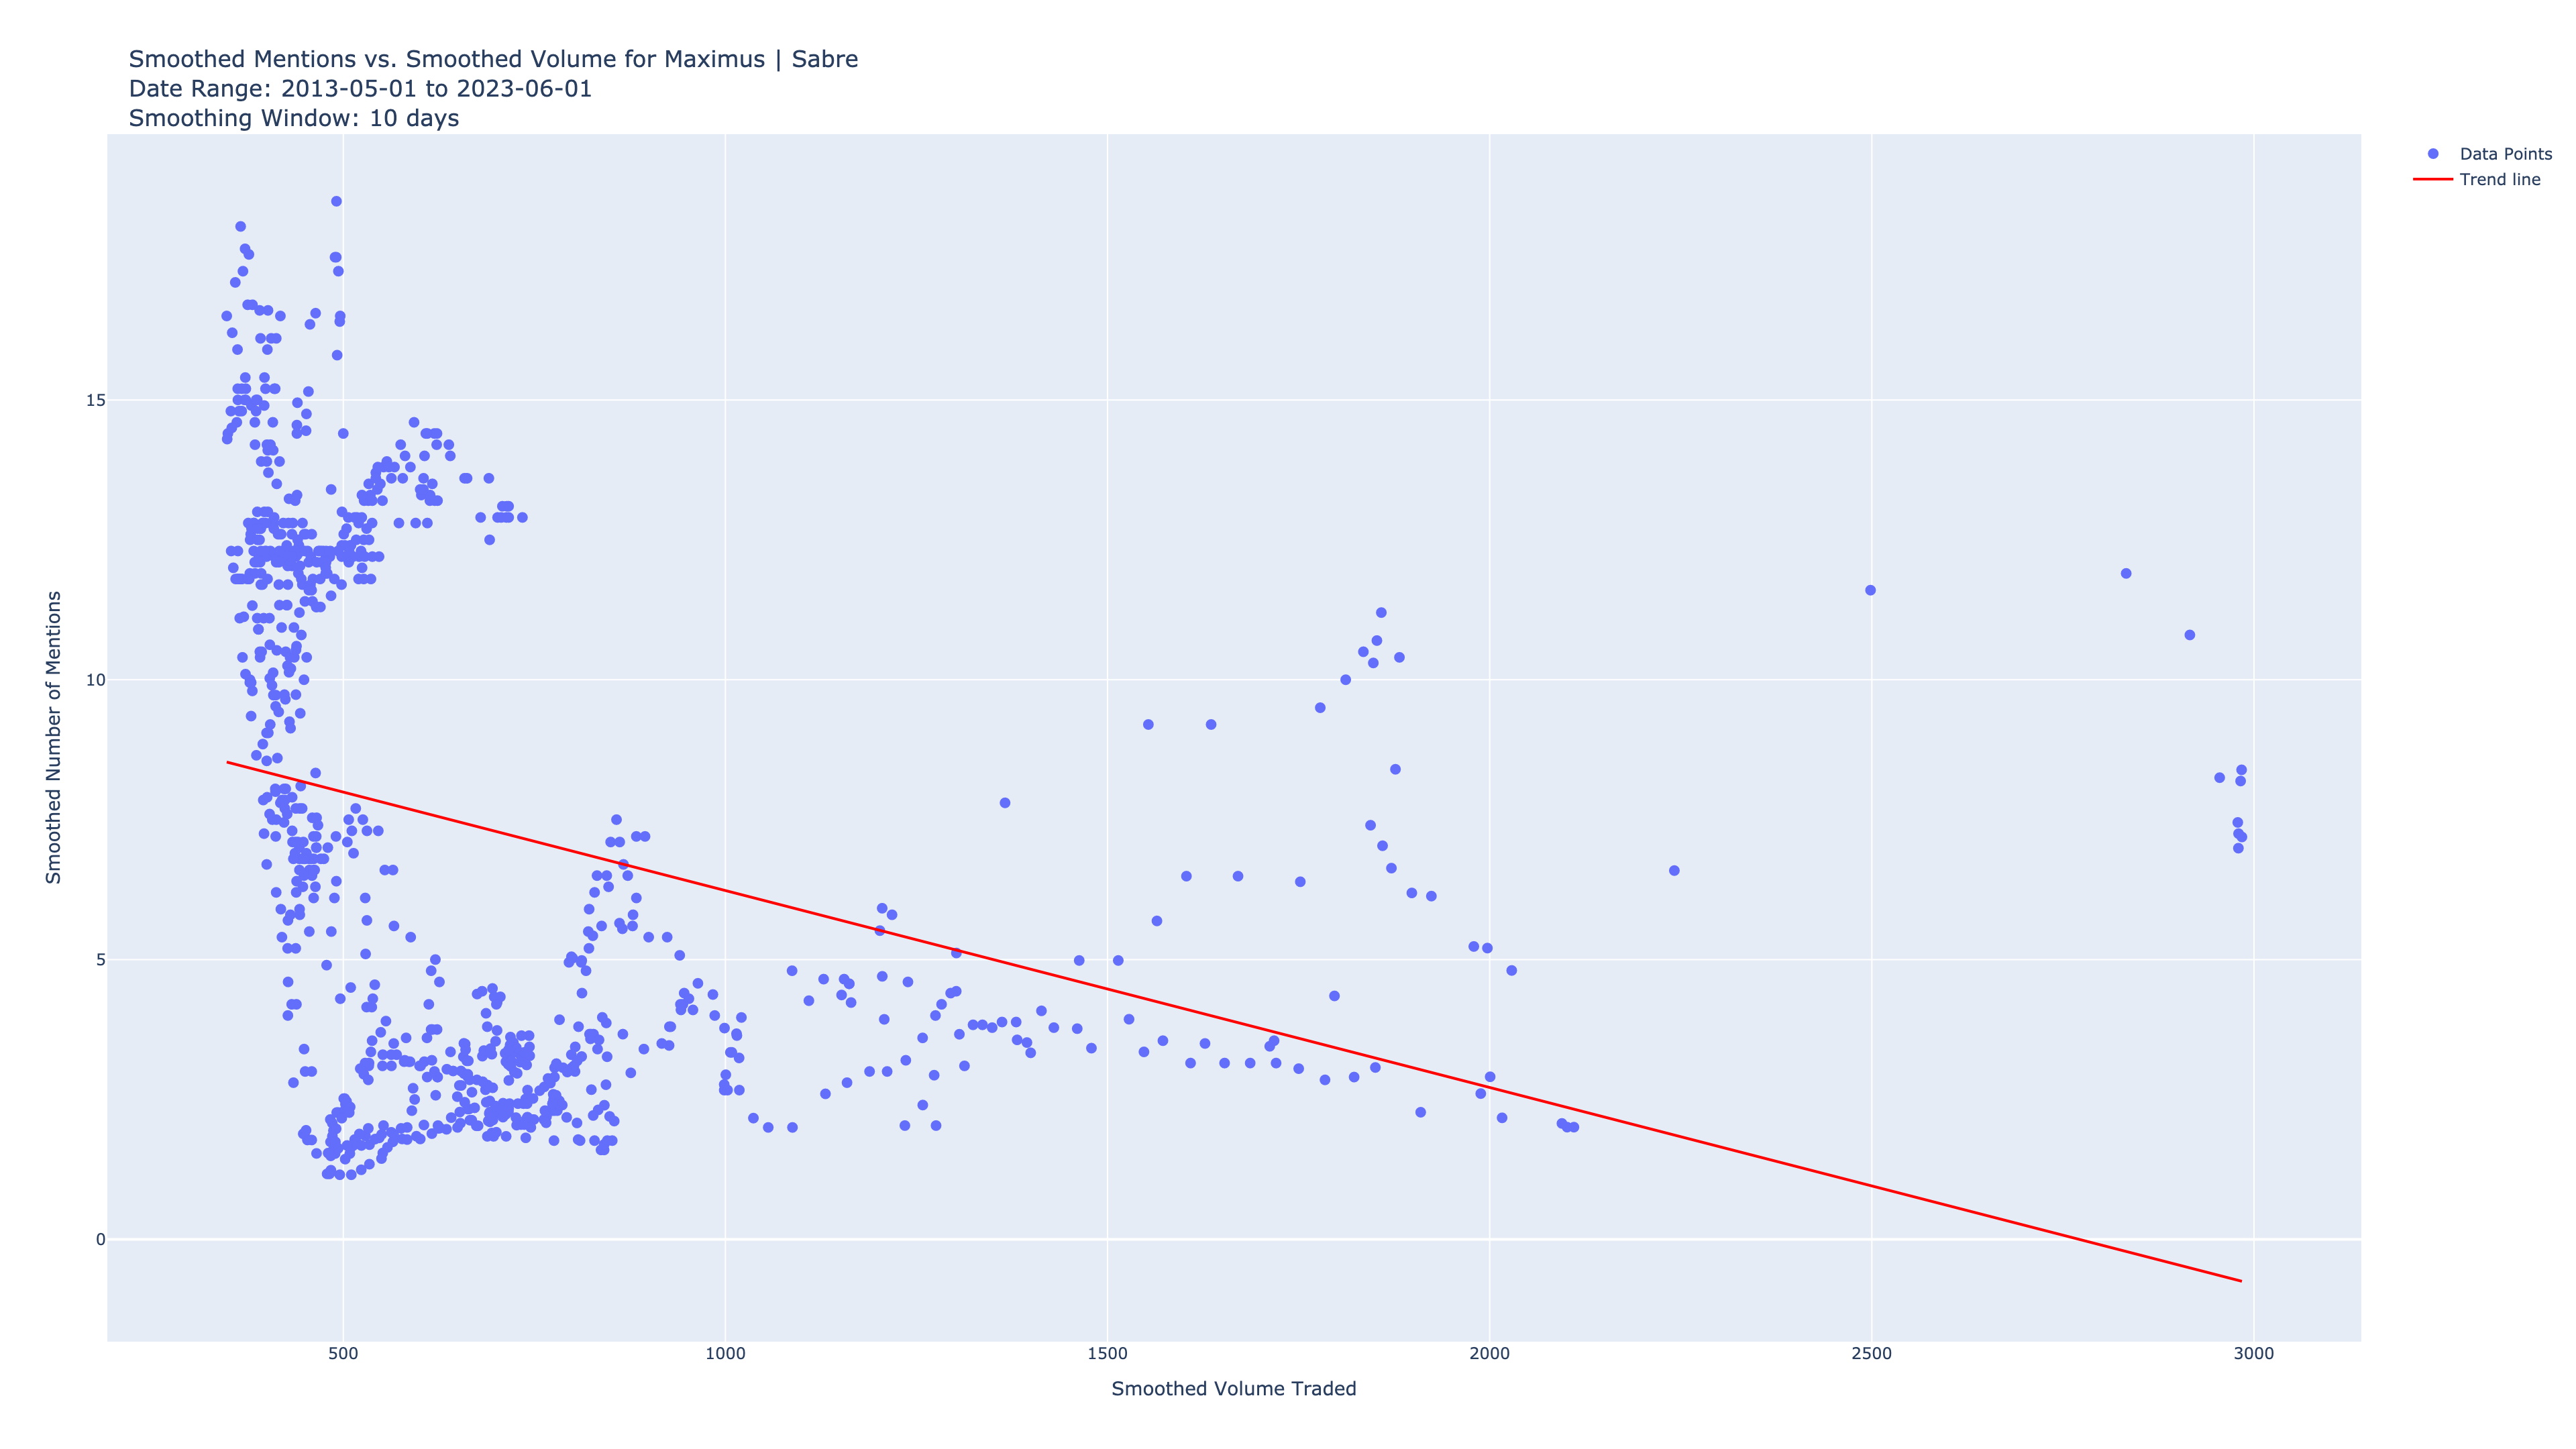 Smoothed Mentions vs. Smoothed Volume for Maximus | Sabre
Date Range: 2013-05-01 to 2023-06-01
Smoothing Window: 10 days
Data Points
Trend line
15
10
5
0
Smoothed Number of Mentions
500
1000
1500
2000
2500
3000
Smoothed Volume Traded